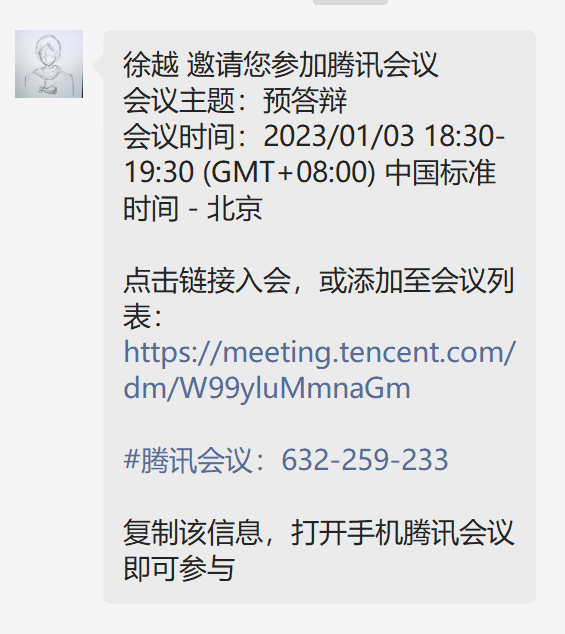 徐越 邀请您参加腾讯会议
会议主题：预答辩
会议时间：2023/01/03 18:30-
19:30 (GMT+08:00) 中国标准
时间 - 北京
点击链接入会，或添加至会议列
表：
https://meeting.tencent.com/
dm/W99yluMmnaGm
#腾讯会议：632-259-233
复制该信息，打开手机腾讯会议
即可参与